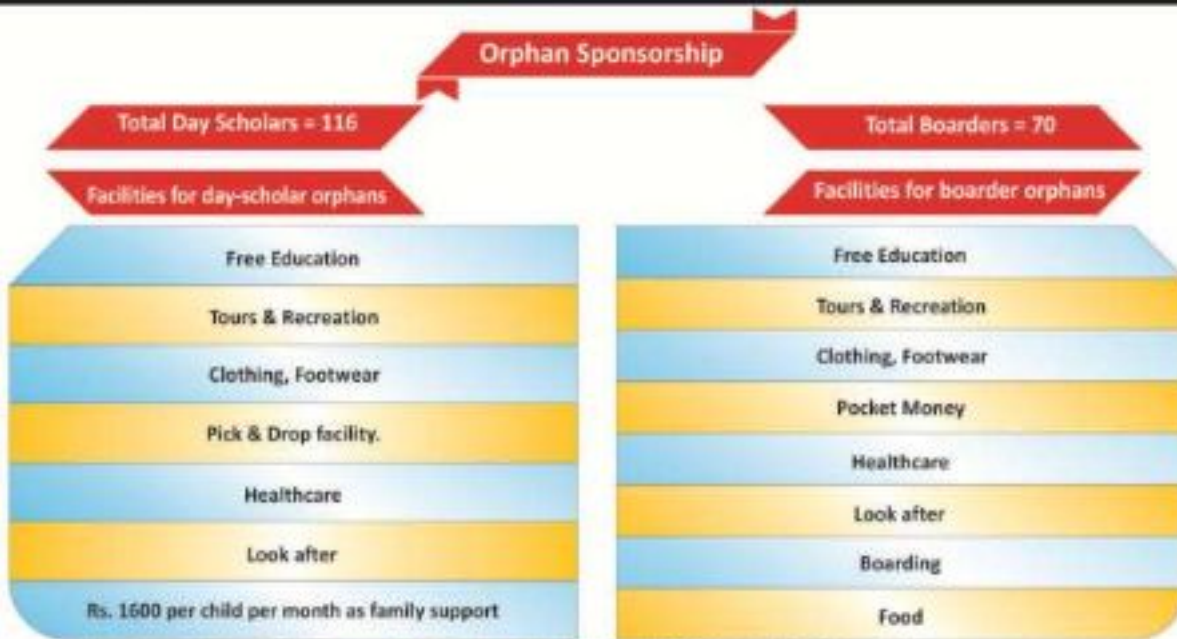 Orphan Sponsorship
Total Day Scholars = 116
Facilities for day-scholar orphans
Free Education
Tours & Recreation
Clothing, Footwear
Pick & Drop facility.
Healthcare
Look after
Rs. 1600 per child per month as family support
Total Boarders = 70
Facilities for boarder orphans
Free Education
Tours & Recreation
Clothing, Footwear
Pocket Money
Healthcare
Look after
Boarding
Food